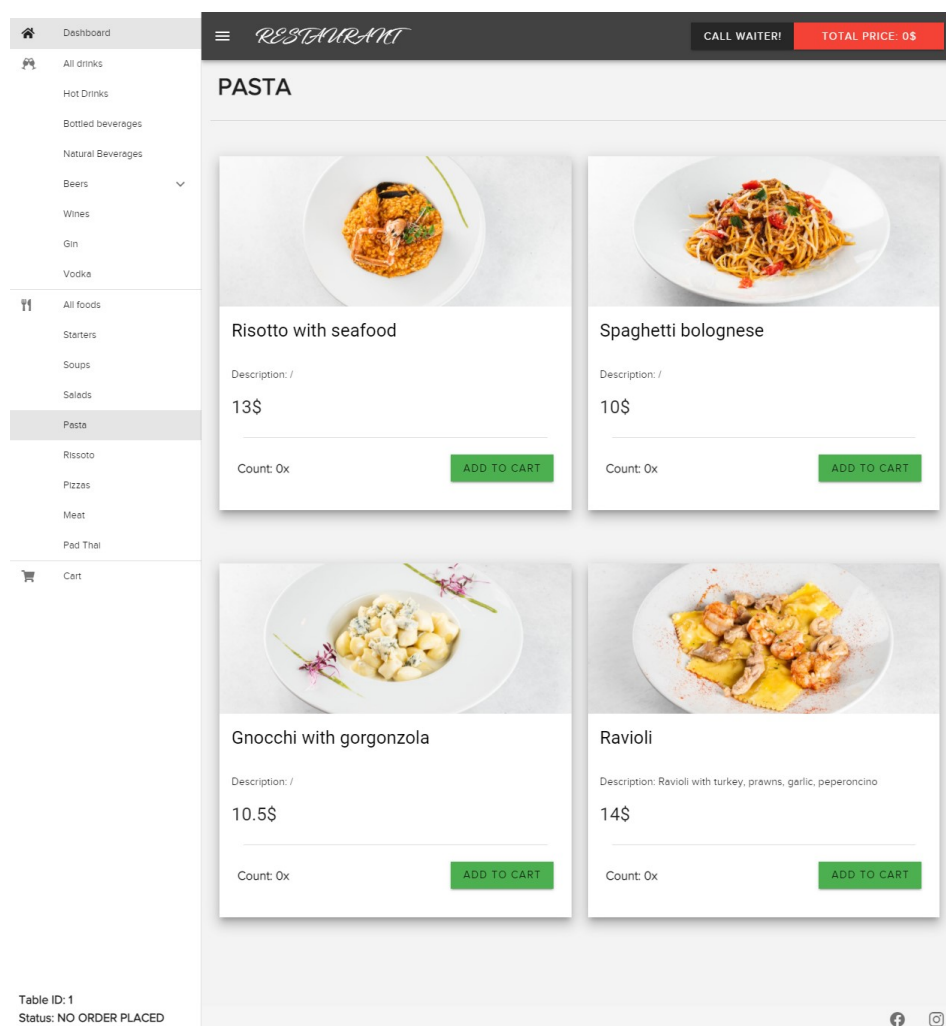 Dashboard
All drinks
Hot Drinks
Bottled beverages
Natural Beverages
Beers
Wines
Gin
Vodka
All foods
Starters
Soups
Salads
Pasta
Rissoto
Pizzas
Meat
Pad Thai
Cart
Table ID: 1
Status: NO ORDER PLACED
RESTAURANT
CALL WAITER!
TOTAL PRICE: 0$
PASTA
Risotto with seafood
Description: /
13$
Count: 0x
ADD TO CART
Spaghetti bolognese
Description: /
10$
Count: 0x
ADD TO CART
Gnocchi with gorgonzola
Description: /
10.5$
Count: 0x
ADD TO CART
Ravioli
Description: Ravioli with turkey, prawns, garlic, peperoncino
14$
Count: 0x
ADD TO CART